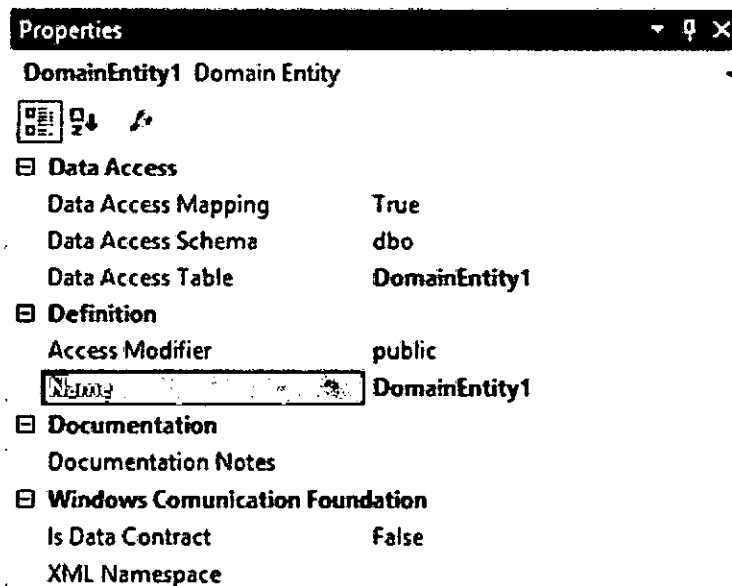 Properties
DomainEntity1 Domain Entity
Data Access
Data Access Mapping True
Data Access Schema dbo
Data Access Table DomainEntity1
Definition
Access Modifier public
Name DomainEntity1
Documentation
Documentation Notes
Windows Comunication Foundation
Is Data Contract False
XML Namespace